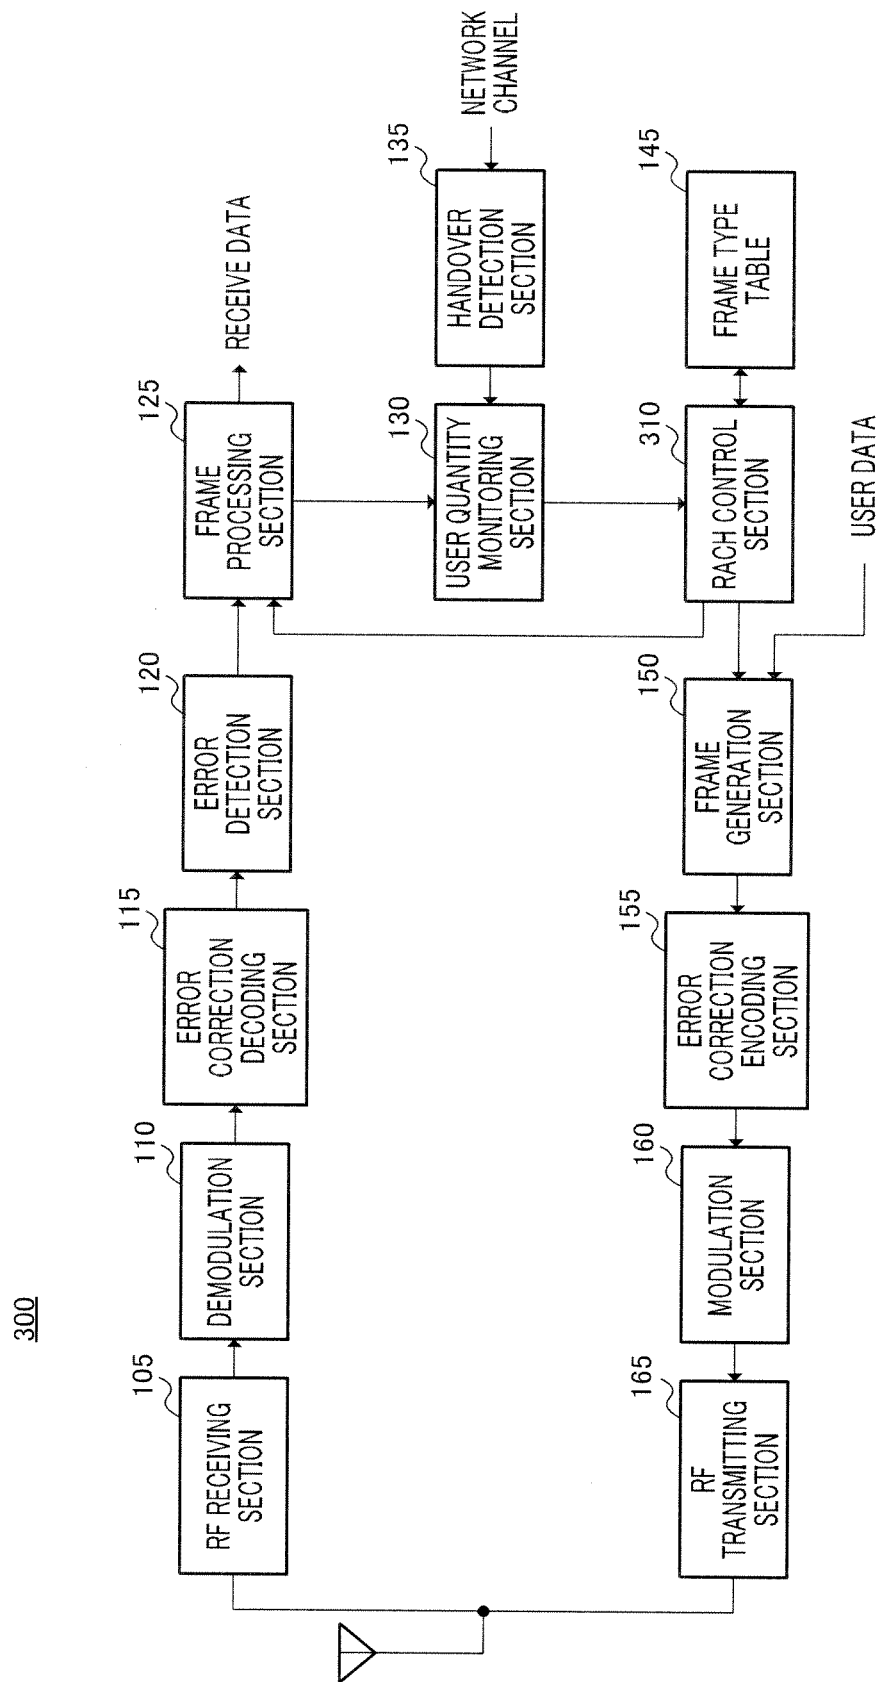 300
105
RF RECEIVING
SECTION
110
DEMODULATION
SECTION
115
ERROR
CORRECTION
DECODING
SECTION
120
ERROR
DETECTION
SECTION
125
FRAME
PROCESSING
SECTION
RECEIVE DATA
130
USER QUANTITY
MONITORING
SECTION
135
HANDOVER
DETECTION
SECTION
NETWORK
CHANNEL
165
RF
TRANSMITTING
SECTION
160
MODULATION
SECTION
155
ERROR
CORRECTION
ENCODING
SECTION
150
FRAME
GENERATION
SECTION
310
RACH CONTROL
SECTION
145
FRAME TYPE
TABLE
USER DATA